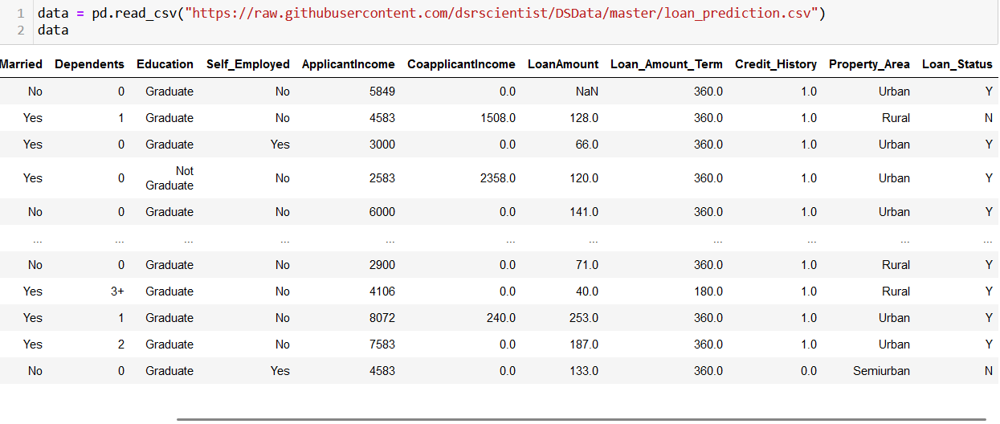 1 data = pd.read_csv("https://raw.githubusercontent.com/dsrscientist/DSData/master/loan_prediction.csv")
2 data
Married Dependents Education Self_Employed ApplicantIncome CoapplicantIncome LoanAmount Loan_Amount_Term Credit_History Property_Area Loan_Status
No 0 Graduate No 5849 0.0 NaN 360.0 1.0 Urban Y
Yes 1 Graduate No 4583 1508.0 128.0 360.0 1.0 Rural N
Yes 0 Graduate Yes 3000 0.0 66.0 360.0 1.0 Urban Y
Yes 0 Not Graduate No 2583 2358.0 120.0 360.0 1.0 Urban Y
No 0 Graduate No 6000 0.0 141.0 360.0 1.0 Urban Y
... ... ... ... ... ... ... ... ... ... ...
No 0 Graduate No 2900 0.0 71.0 360.0 1.0 Rural Y
Yes 3+ Graduate No 4106 0.0 40.0 180.0 1.0 Rural Y
Yes 1 Graduate No 8072 240.0 253.0 360.0 1.0 Urban Y
Yes 2 Graduate No 7583 0.0 187.0 360.0 1.0 Urban Y
No 0 Graduate Yes 4583 0.0 133.0 360.0 0.0 Semiurban N